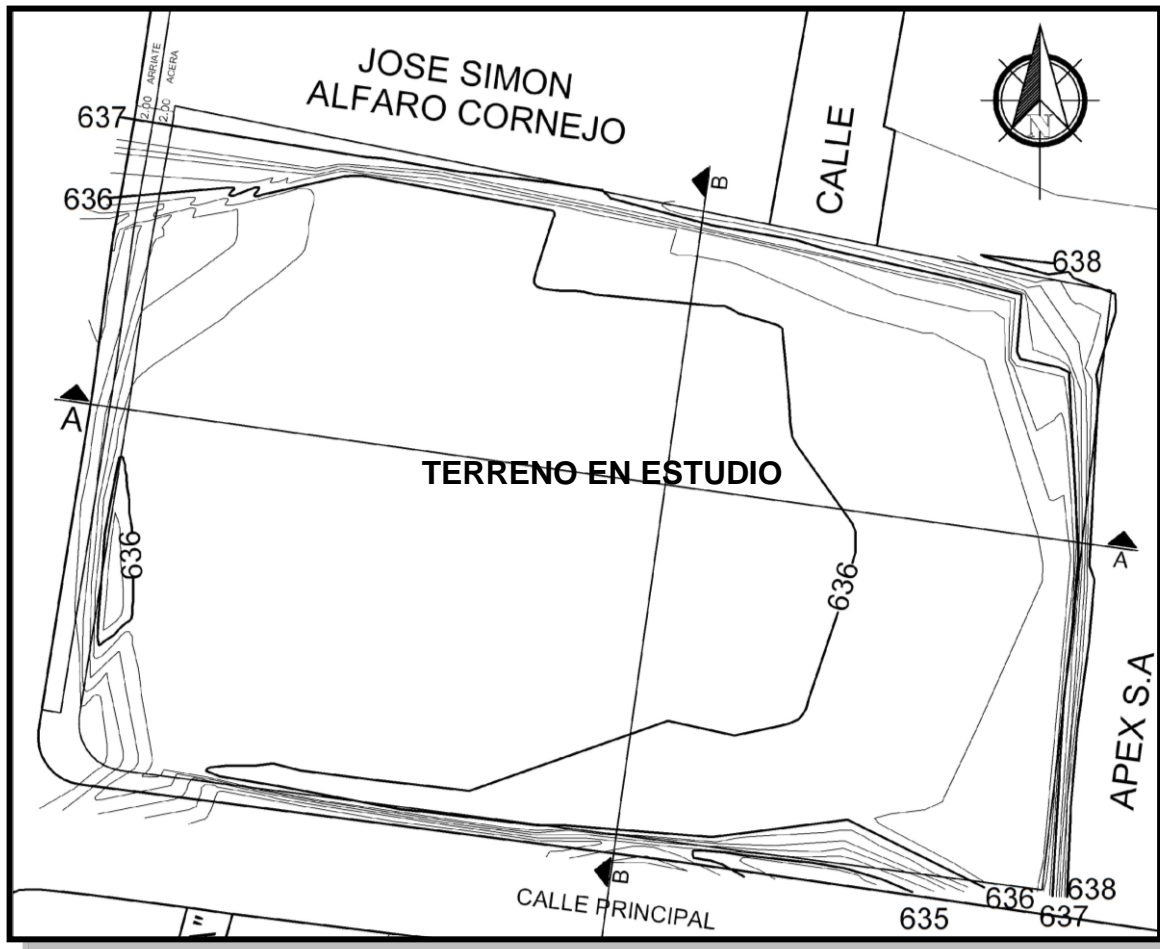 2.00 ARRIATE
2.00 ACERA
JOSE SIMON
ALFARO CORNEJO
CALLE
N
637
636
B
638
A
TERRENO EN ESTUDIO
A
636
636
APEX S.A
B
CALLE PRINCIPAL
A"
635
636
637
638